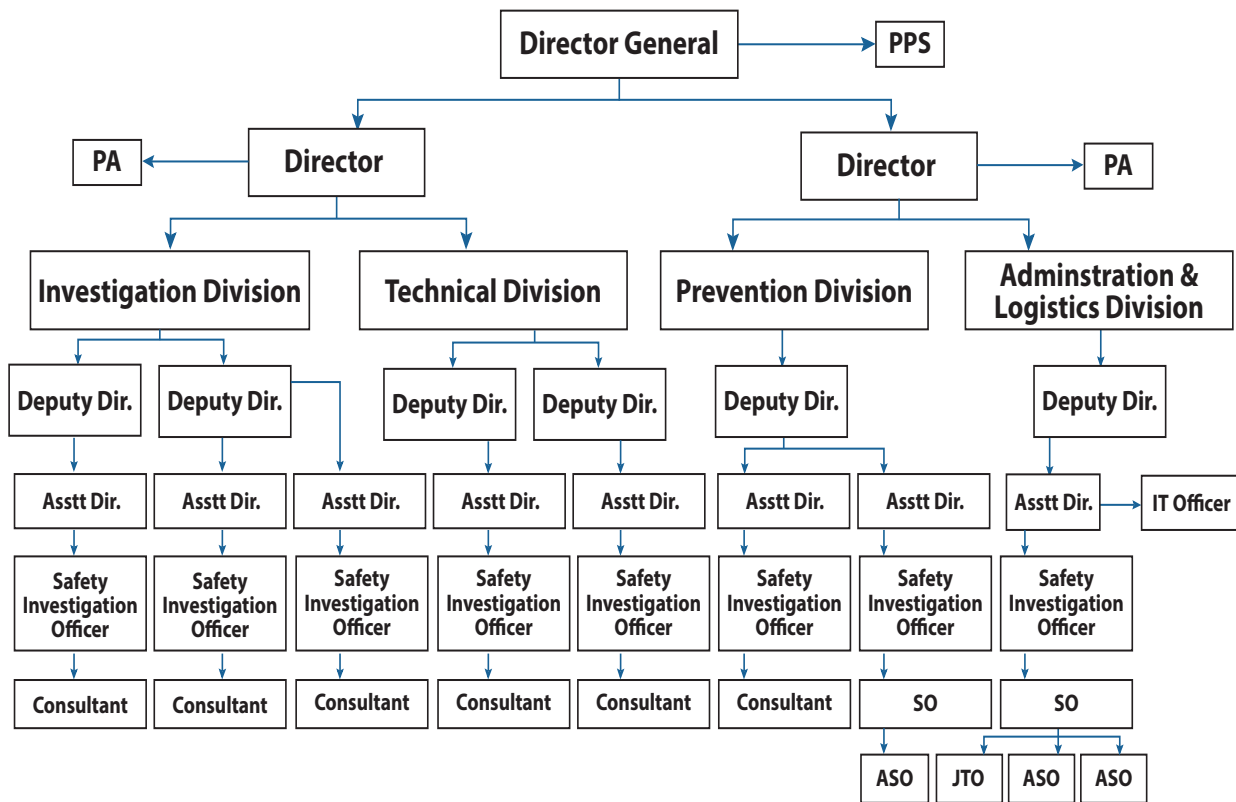 Director General
PPS
PA
Director
Director
PA
Investigation Division
Technical Division
Prevention Division
Adminstration &
Logistics Division
Deputy Dir.
Deputy Dir.
Deputy Dir.
Deputy Dir.
Deputy Dir.
Deputy Dir.
Asstt Dir.
Asstt Dir.
Asstt Dir.
Asstt Dir.
Asstt Dir.
Asstt Dir.
Asstt Dir.
Asstt Dir.
IT Officer
Safety
Investigation
Officer
Safety
Investigation
Officer
Safety
Investigation
Officer
Safety
Investigation
Officer
Safety
Investigation
Officer
Safety
Investigation
Officer
Safety
Investigation
Officer
Safety
Investigation
Officer
Consultant
Consultant
Consultant
Consultant
Consultant
Consultant
SO
SO
ASO
JTO
ASO
ASO